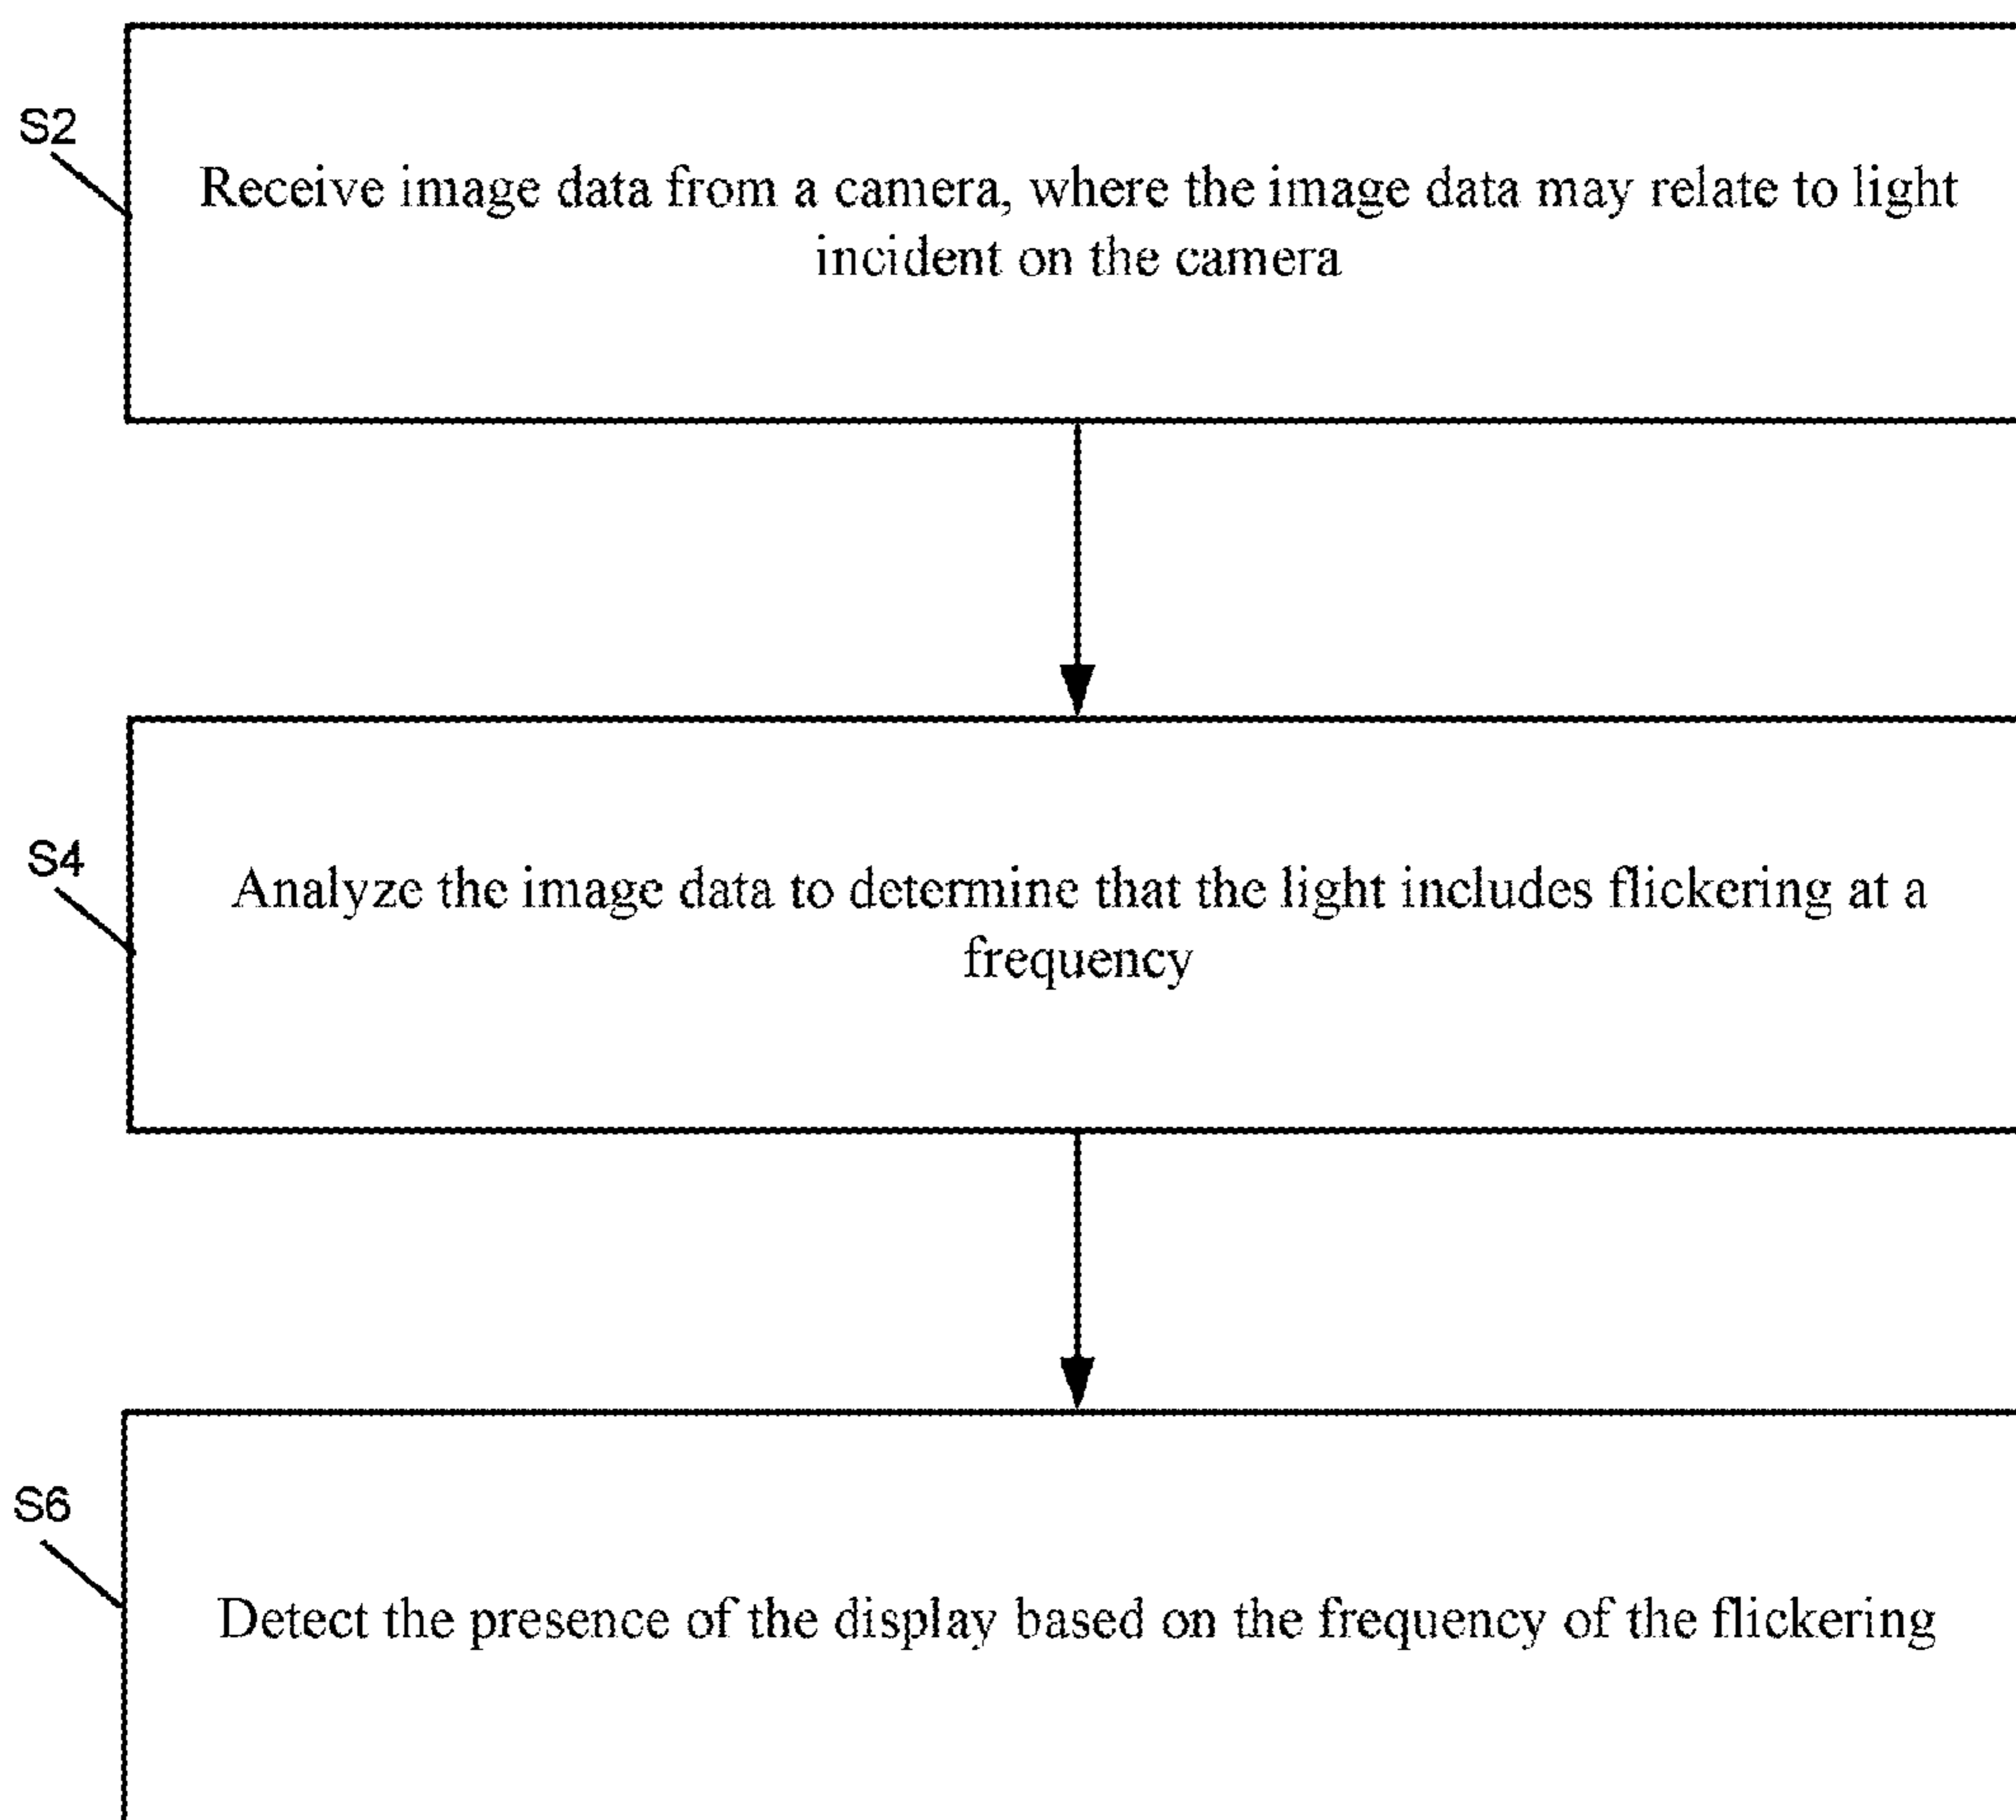 S2
Receive image data from a camera, where the image data may relate to light
incident on the camera
S4
Analyze the image data to determine that the light includes flickering at a
frequency
S6
Detect the presence of the display based on the frequency of the flickering